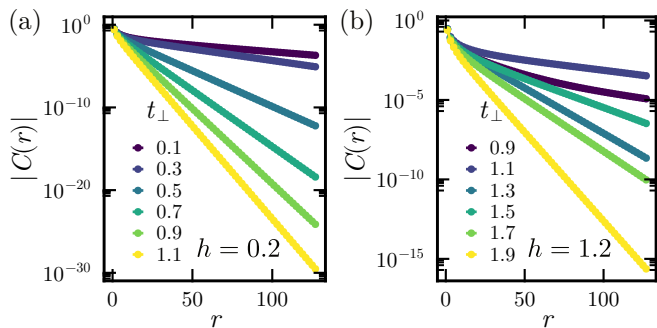 (a)
10^0
10^{-10}
10^{-20}
10^{-30}
|C(r)|
t_⊥
0.1
0.3
0.5
0.7
0.9
1.1
h = 0.2
0 50 100
r
(b)
10^0
10^{-5}
10^{-10}
10^{-15}
|C(r)|
t_⊥
0.9
1.1
1.3
1.5
1.7
1.9
h = 1.2
0 50 100
r